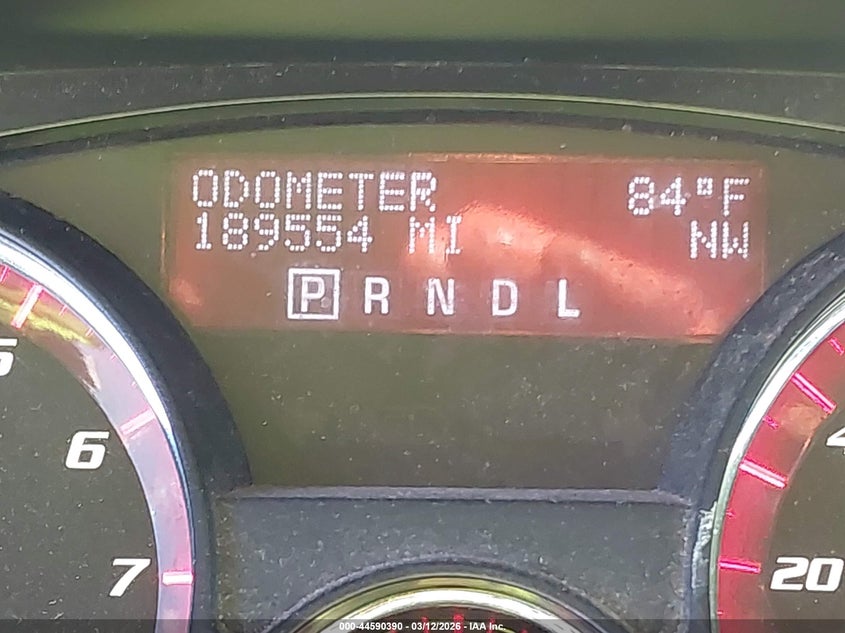 ODOMETER 84°F
189554 MI NW
P R N D L
6
7
20
000-44590390 - 03/12/2026 - IAA Inc.